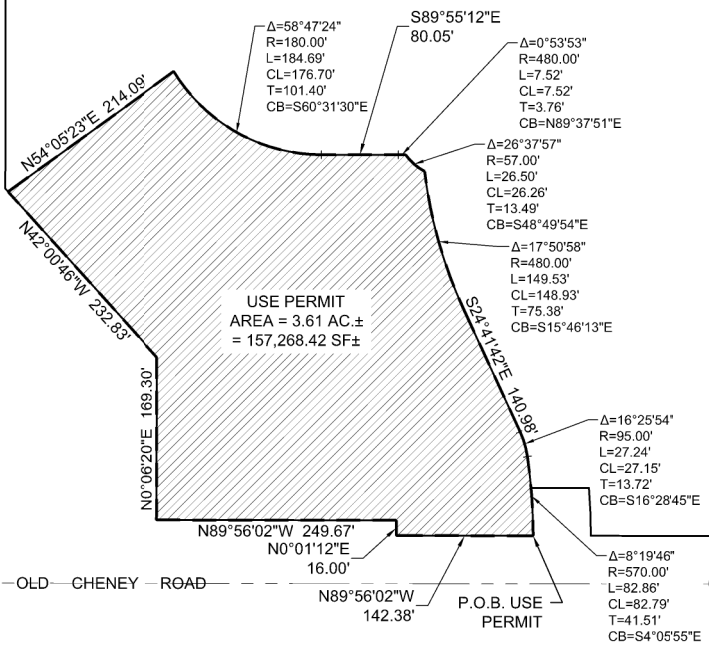 Δ=58°47'24"
R=180.00'
L=184.69'
CL=176.70'
T=101.40'
CB=S60°31'30"E
S89°55'12"E
80.05'
Δ=0°53'53"
R=480.00'
L=7.52'
CL=7.52'
T=3.76'
CB=N89°37'51"E
N54°05'23"E 214.09'
Δ=26°37'57"
R=57.00'
L=26.50'
CL=26.26'
T=13.49'
CB=S48°49'54"E
N42°00'46"W 232.83'
Δ=17°50'58"
R=480.00'
L=149.53'
CL=148.93'
T=75.38'
CB=S15°46'13"E
USE PERMIT
AREA = 3.61 AC.±
= 157,268.42 SF±
S24°41'42"E 140.98'
N0°06'20"E 169.30'
Δ=16°25'54"
R=95.00'
L=27.24'
CL=27.15'
T=13.72'
CB=S16°28'45"E
N89°56'02"W 249.67'
N0°01'12"E
16.00'
Δ=8°19'46"
R=570.00'
L=82.86'
CL=82.79'
T=41.51'
CB=S4°05'55"E
OLD CHENEY ROAD
N89°56'02"W
142.38'
P.O.B. USE
PERMIT